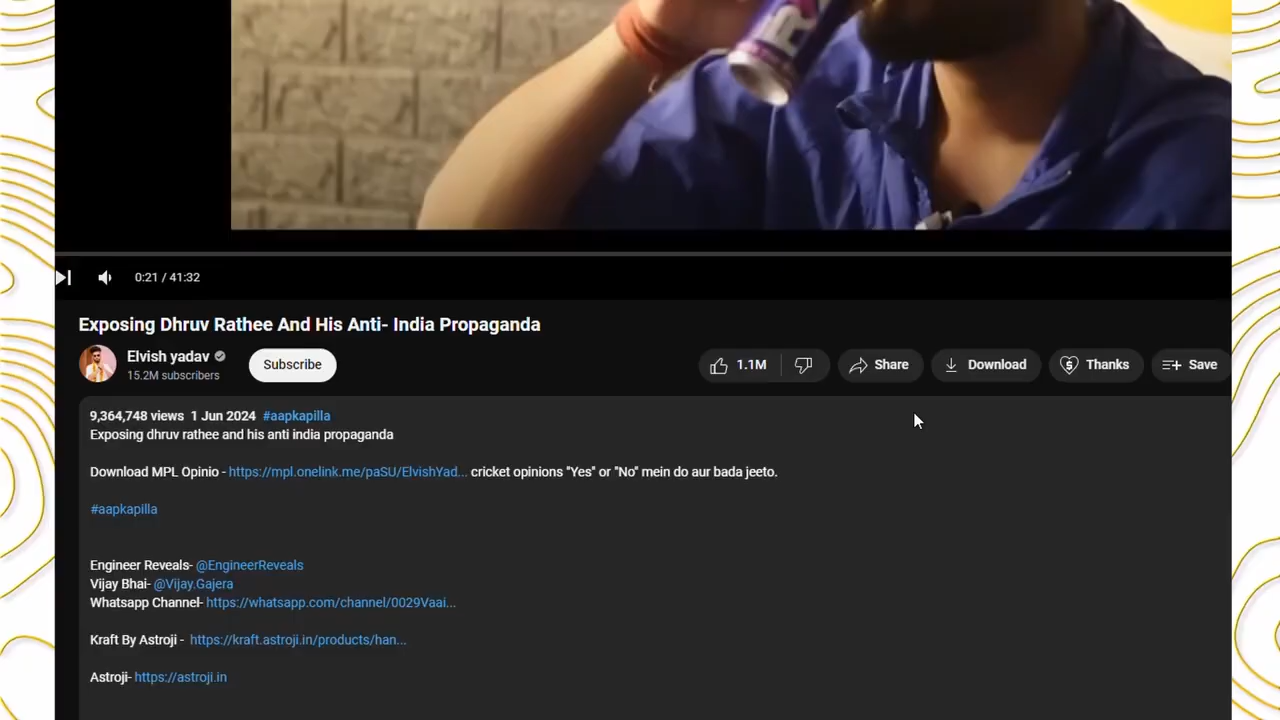 0:21 / 41:32
Exposing Dhruv Rathee And His Anti- India Propaganda
Elvish yadav
15.2M subscribers
Subscribe
1.1M
Share
Download
Thanks
Save
9,364,748 views 1 Jun 2024 #aapkapilla
Exposing dhruv rathee and his anti india propaganda
Download MPL Opinio - https://mpl.onelink.me/paSU/ElvishYad... cricket opinions "Yes" or "No" mein do aur bada jeeto.
#aapkapilla
Engineer Reveals- @EngineerReveals
Vijay Bhai- @Vijay.Gajera
Whatsapp Channel- https://whatsapp.com/channel/0029Vaai...
Kraft By Astroji - https://kraft.astroji.in/products/han...
Astroji- https://astroji.in